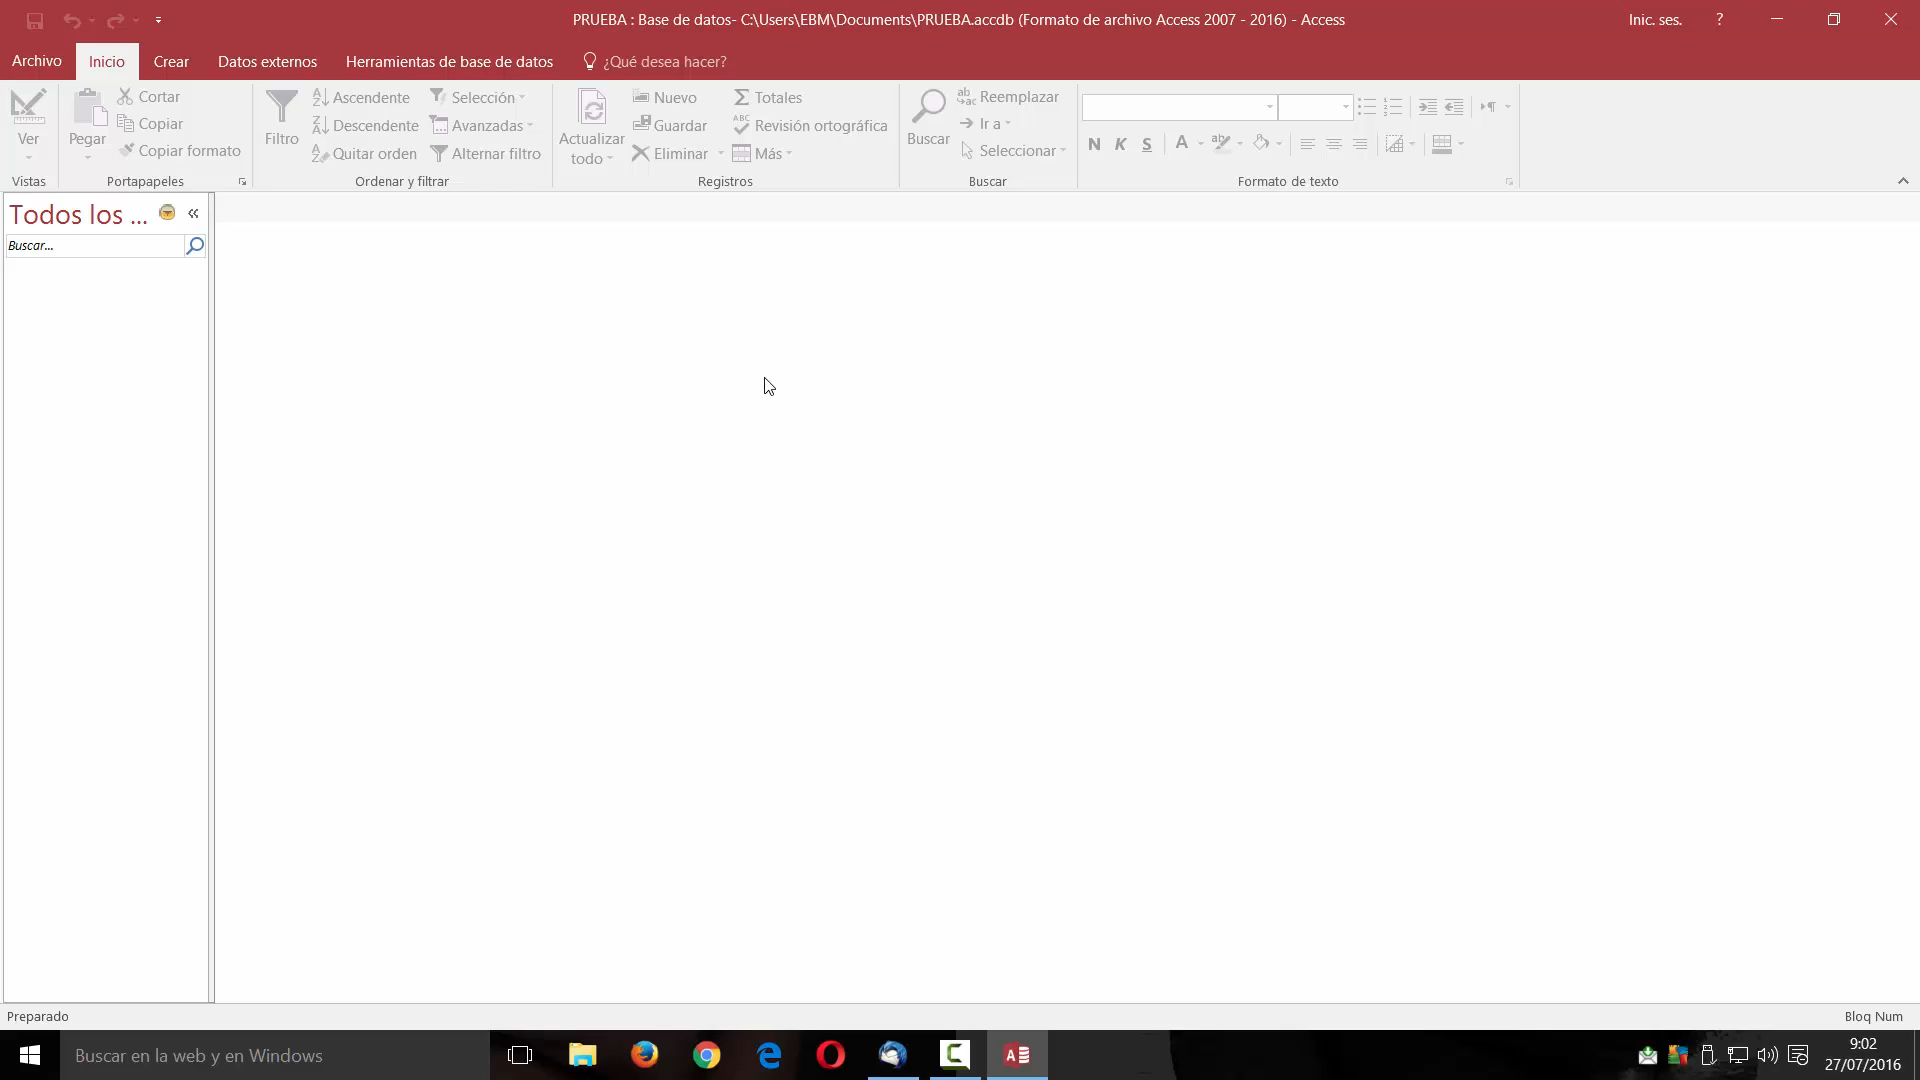 PRUEBA : Base de datos- C:\Users\EBM\Documents\PRUEBA.accdb (Formato de archivo Access 2007 - 2016) - Access
Inic. ses.
?
Archivo
Inicio
Crear
Datos externos
Herramientas de base de datos
¿Qué desea hacer?
Ver
Vistas
Pegar
Cortar
Copiar
Copiar formato
Portapapeles
Filtro
Ascendente
Descendente
Quitar orden
Selección
Avanzadas
Alternar filtro
Ordenar y filtrar
Actualizar
todo
Nuevo
Guardar
Eliminar
Totales
Revisión ortográfica
Más
Registros
Buscar
Reemplazar
Ir a
Seleccionar
Buscar
N K S A
Formato de texto
Todos los ...
Buscar...
Preparado
Bloq Num
Buscar en la web y en Windows
9:02
27/07/2016